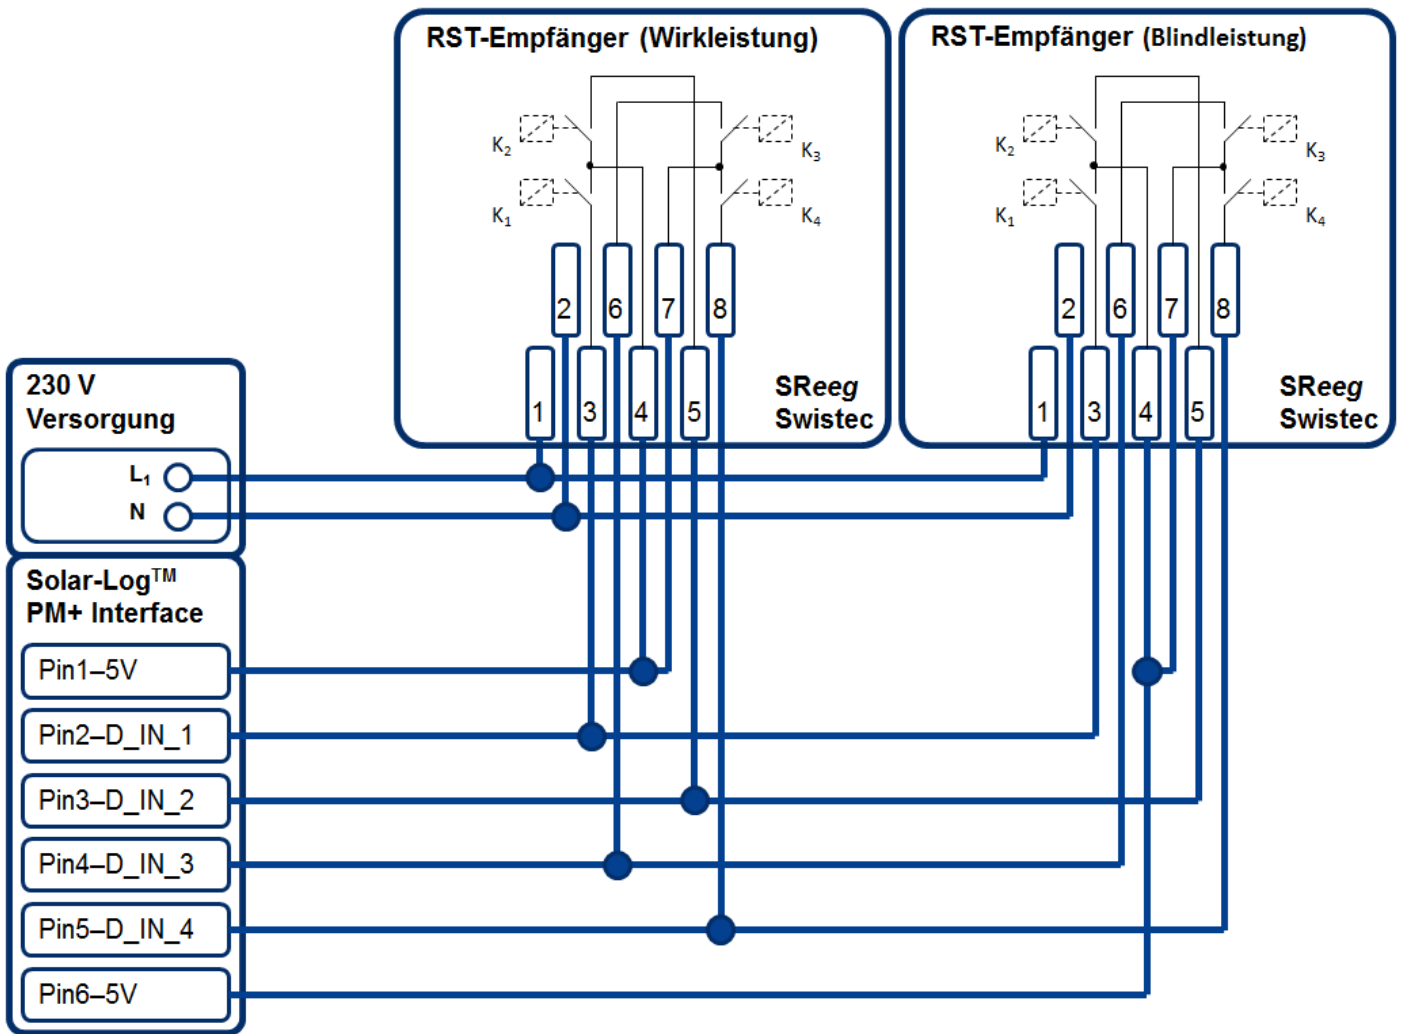 RST-Empfänger (Wirkleistung)
K2
K3
K1
K4
2
6
7
8
1
3
4
5
SReeg
Swistec
RST-Empfänger (Blindleistung)
K2
K3
K1
K4
2
6
7
8
1
3
4
5
SReeg
Swistec
230 V
Versorgung
L1
N
Solar-Log™
PM+ Interface
Pin1–5V
Pin2–D_IN_1
Pin3–D_IN_2
Pin4–D_IN_3
Pin5–D_IN_4
Pin6–5V